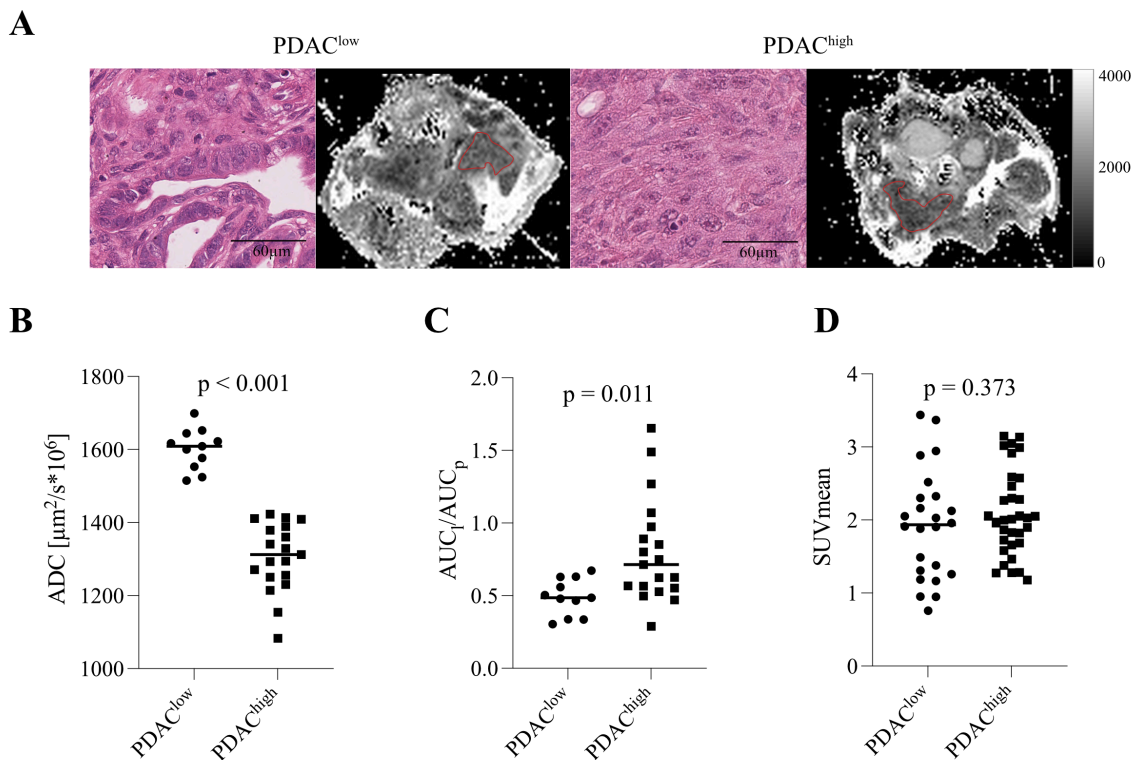 A
PDAC^low PDAC^high
4000
2000
0
60µm
60µm
B
C
D
p < 0.001
p = 0.011
p = 0.373
ADC [µm²/s*10⁶]
1800
1600
1400
1200
1000
PDAC^low
PDAC^high
AUC_l/AUC_p
2.0
1.5
1.0
0.5
0.0
PDAC^low
PDAC^high
SUVmean
4
3
2
1
0
PDAC^low
PDAC^high